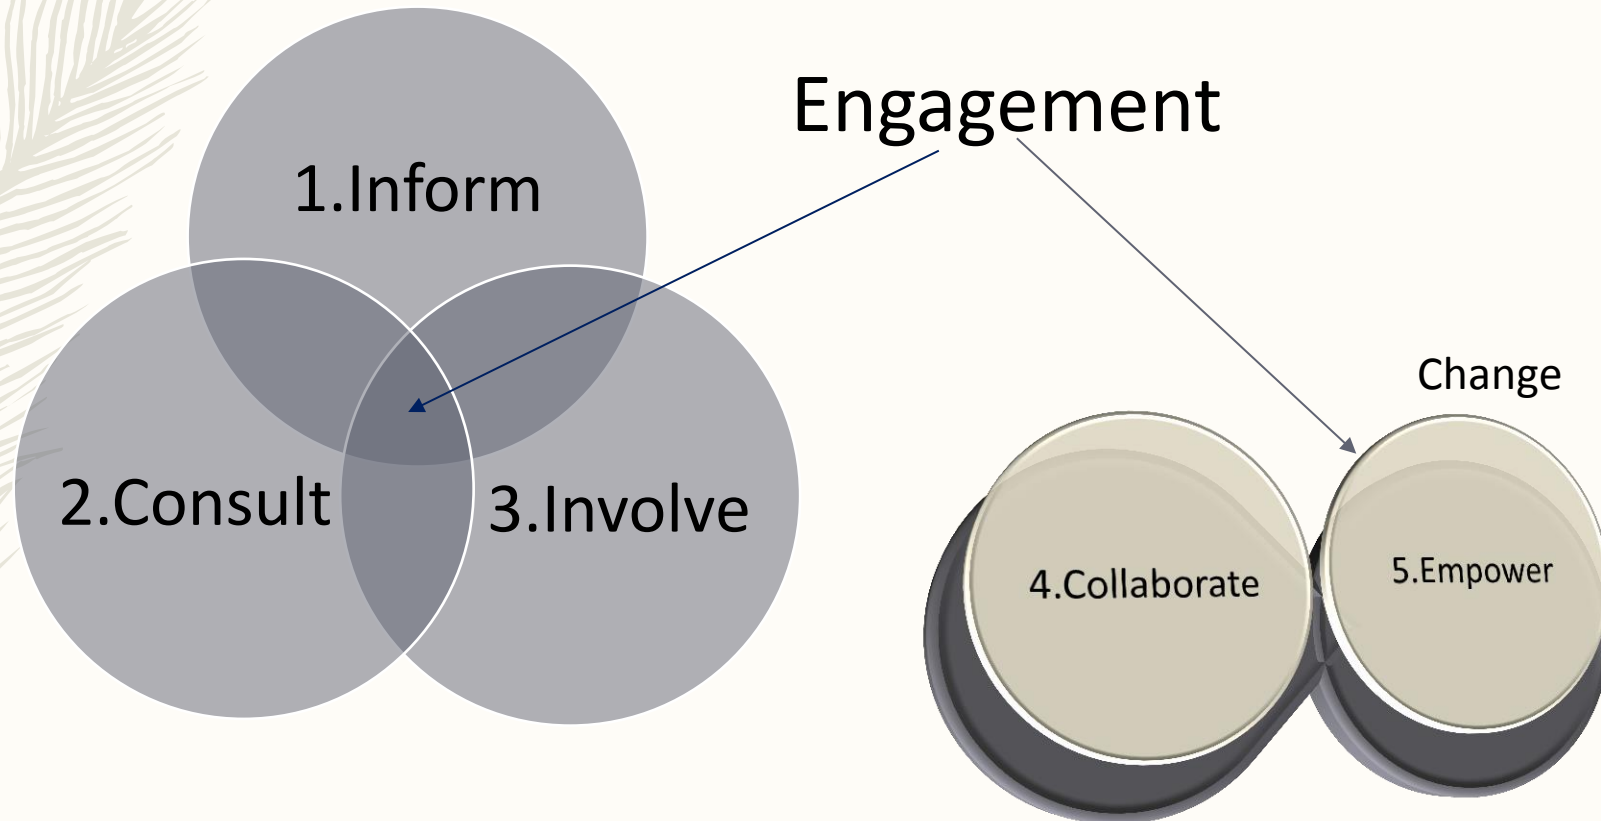 Engagement
1.Inform
2.Consult
3.Involve
Change
4.Collaborate
5.Empower